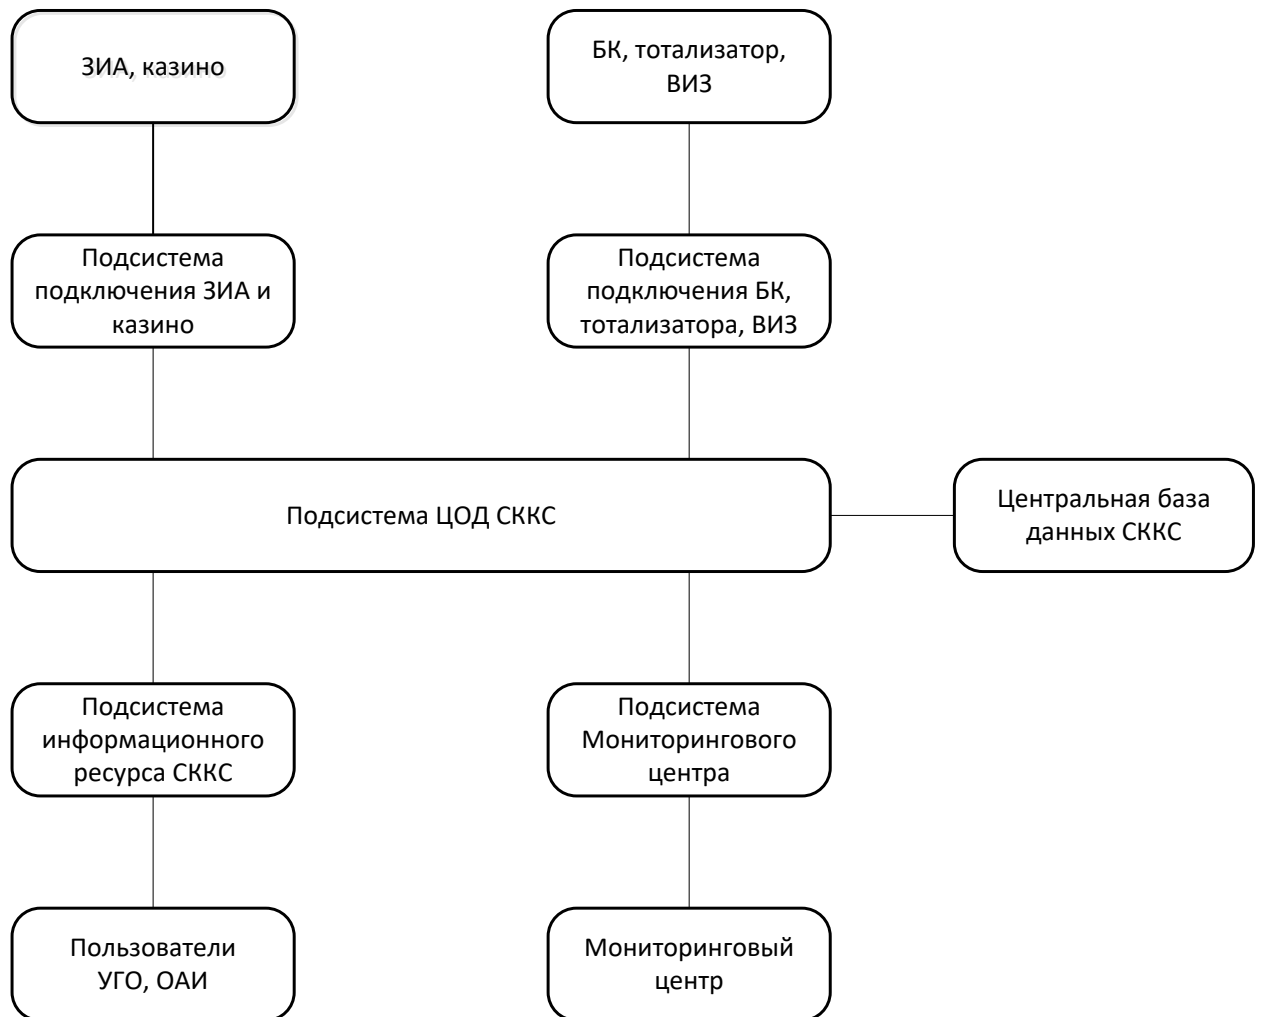 ЗИА, казино
БК, тотализатор,
ВИЗ
Подсистема
подключения ЗИА и
казино
Подсистема
подключения БК,
тотализатора, ВИЗ
Подсистема ЦОД СККС
Центральная база
данных СККС
Подсистема
информационного
ресурса СККС
Подсистема
Мониторингового
центра
Пользователи
УГО, ОАИ
Мониторинговый
центр